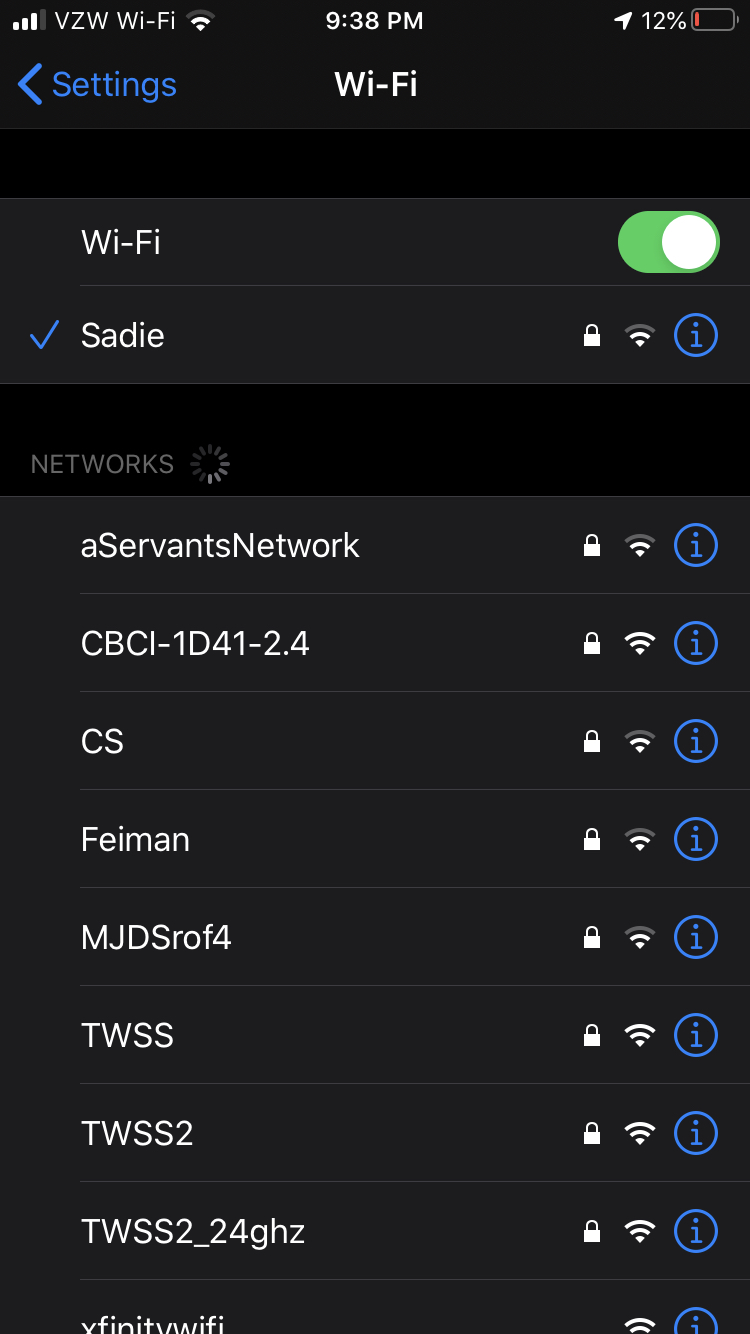 VZW Wi-Fi 9:38 PM 12%
Settings Wi-Fi
Wi-Fi
Sadie
NETWORKS
aServantsNetwork
CBCI-1D41-2.4
CS
Feiman
MJDSrof4
TWSS
TWSS2
TWSS2_24ghz
xfinitywifi